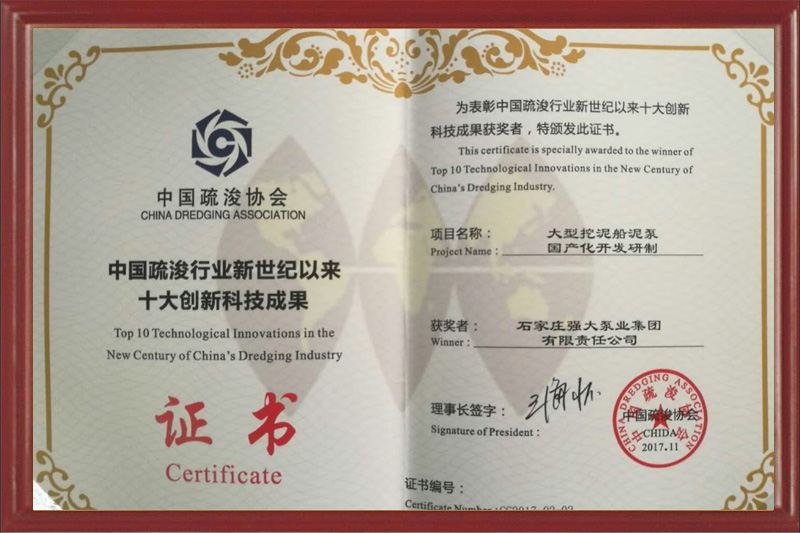 中国疏浚协会
CHINA DREDGING ASSOCIATION
中国疏浚行业新世纪以来
十大创新科技成果
Top 10 Technological Innovations in the
New Century of China's Dredging Industry
证 书
Certificate
为表彰中国疏浚行业新世纪以来十大创新
科技成果获奖者，特颁发此证书。
This certificate is specially awarded to the winner of
Top 10 Technological Innovations in the New Century of
China's Dredging Industry.
项目名称：
大型挖泥船泥泵
Project Name：
国产化开发研制
获奖者：
石家庄强大泵业集团
Winner：
有限责任公司
理事长签字：
Signature of President：
CHINA DREDGING ASSOCIATION
中国疏浚协会
中国疏浚协会
CHIDA
2017.11
证书编号：
Certificate Number